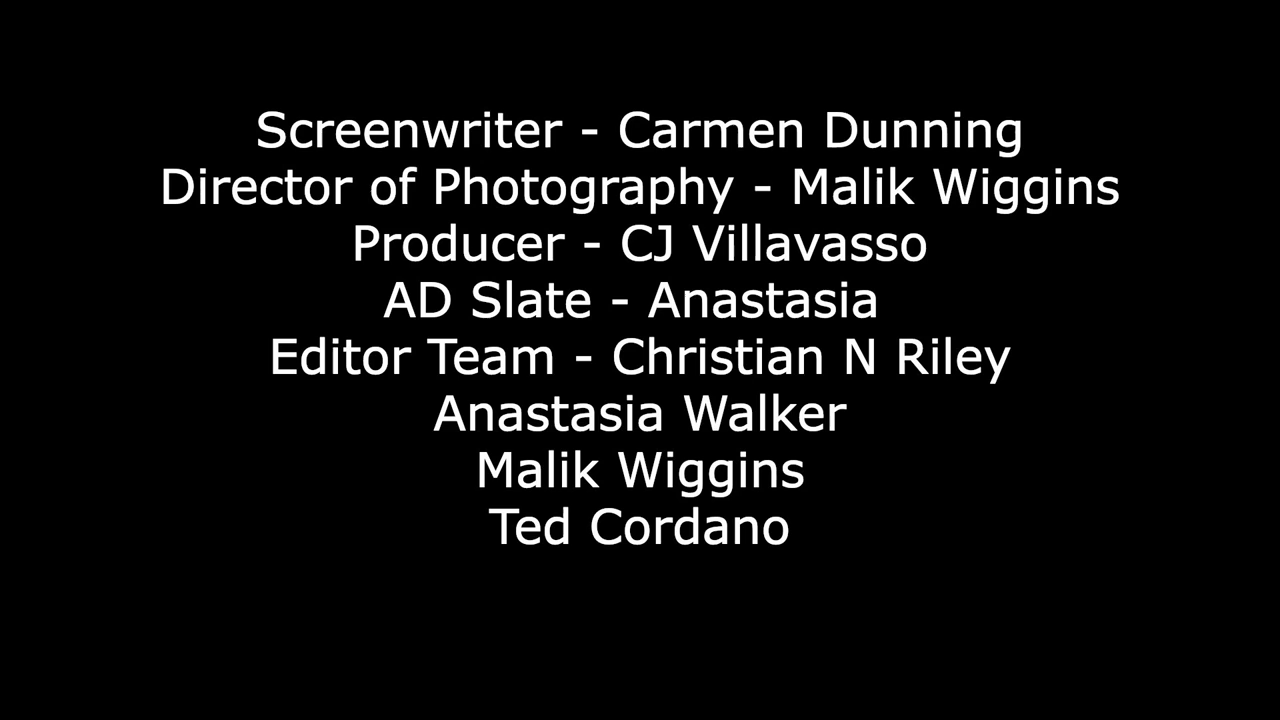 Screenwriter - Carmen Dunning
Director of Photography - Malik Wiggins
Producer - CJ Villavasso
AD Slate - Anastasia
Editor Team - Christian N Riley
Anastasia Walker
Malik Wiggins
Ted Cordano